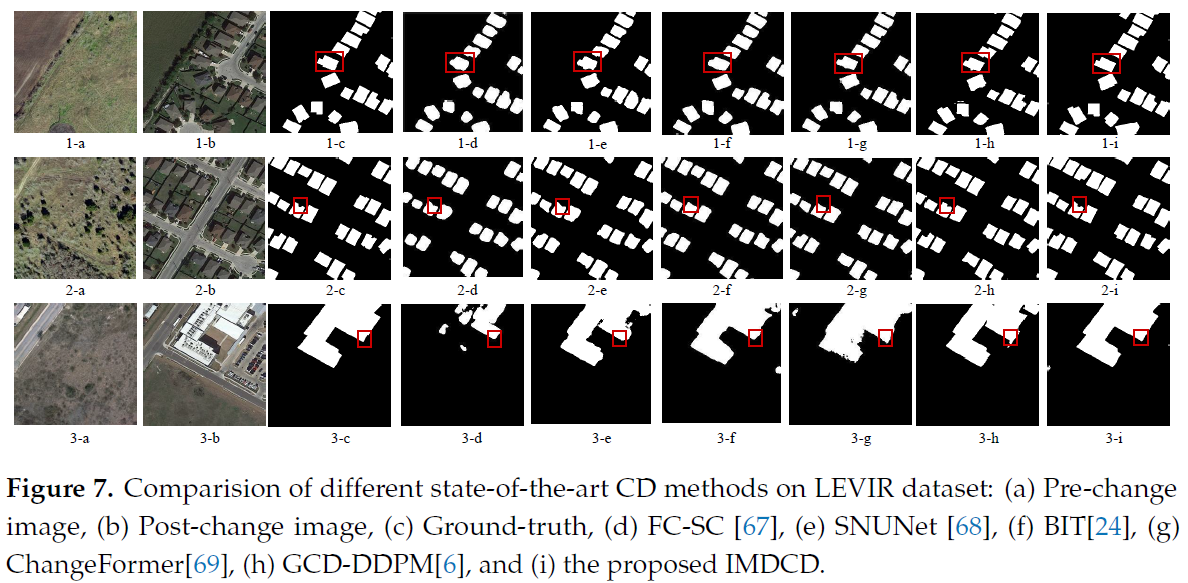 1-a 1-b 1-c 1-d 1-e 1-f 1-g 1-h 1-i
2-a 2-b 2-c 2-d 2-e 2-f 2-g 2-h 2-i
3-a 3-b 3-c 3-d 3-e 3-f 3-g 3-h 3-i
Figure 7. Comparision of different state-of-the-art CD methods on LEVIR dataset: (a) Pre-change
image, (b) Post-change image, (c) Ground-truth, (d) FC-SC [67], (e) SNUNet [68], (f) BIT[24], (g)
ChangeFormer[69], (h) GCD-DDPM[6], and (i) the proposed IMDCD.